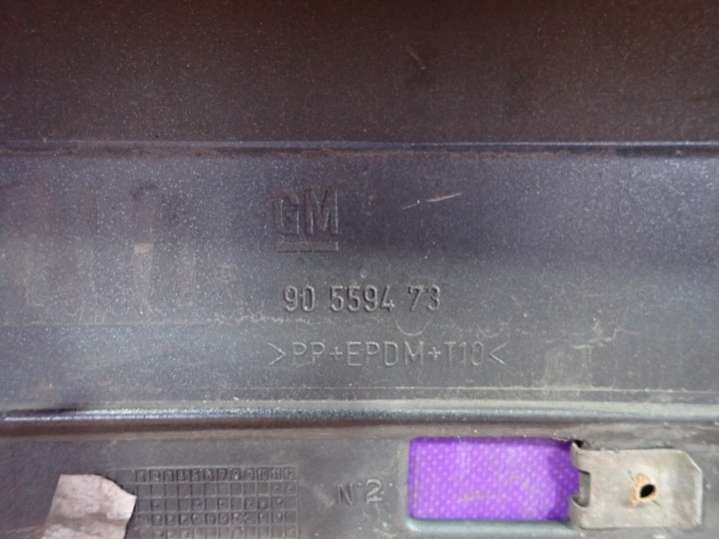 GM
90 5594 73
>PP+EPDM+T10<
N°2